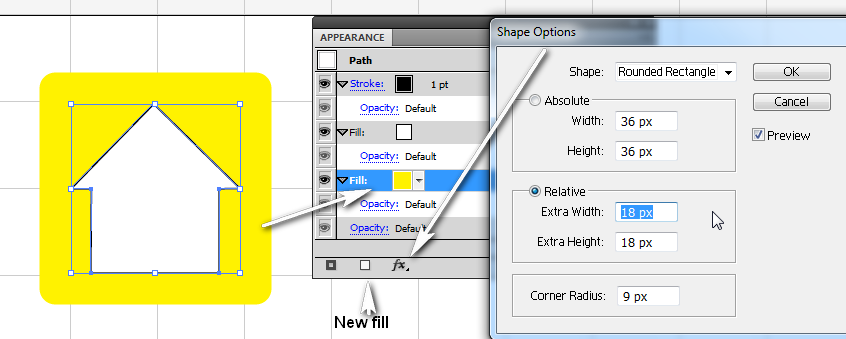 APPEARANCE
Path
Stroke: 1 pt
Opacity: Default
Fill:
Opacity: Default
Fill:
Opacity: Default
Opacity: Default
fx
New fill
Shape Options
Shape: Rounded Rectangle
OK
Cancel
Preview
Absolute
Width: 36 px
Height: 36 px
Relative
Extra Width: 18 px
Extra Height: 18 px
Corner Radius: 9 px